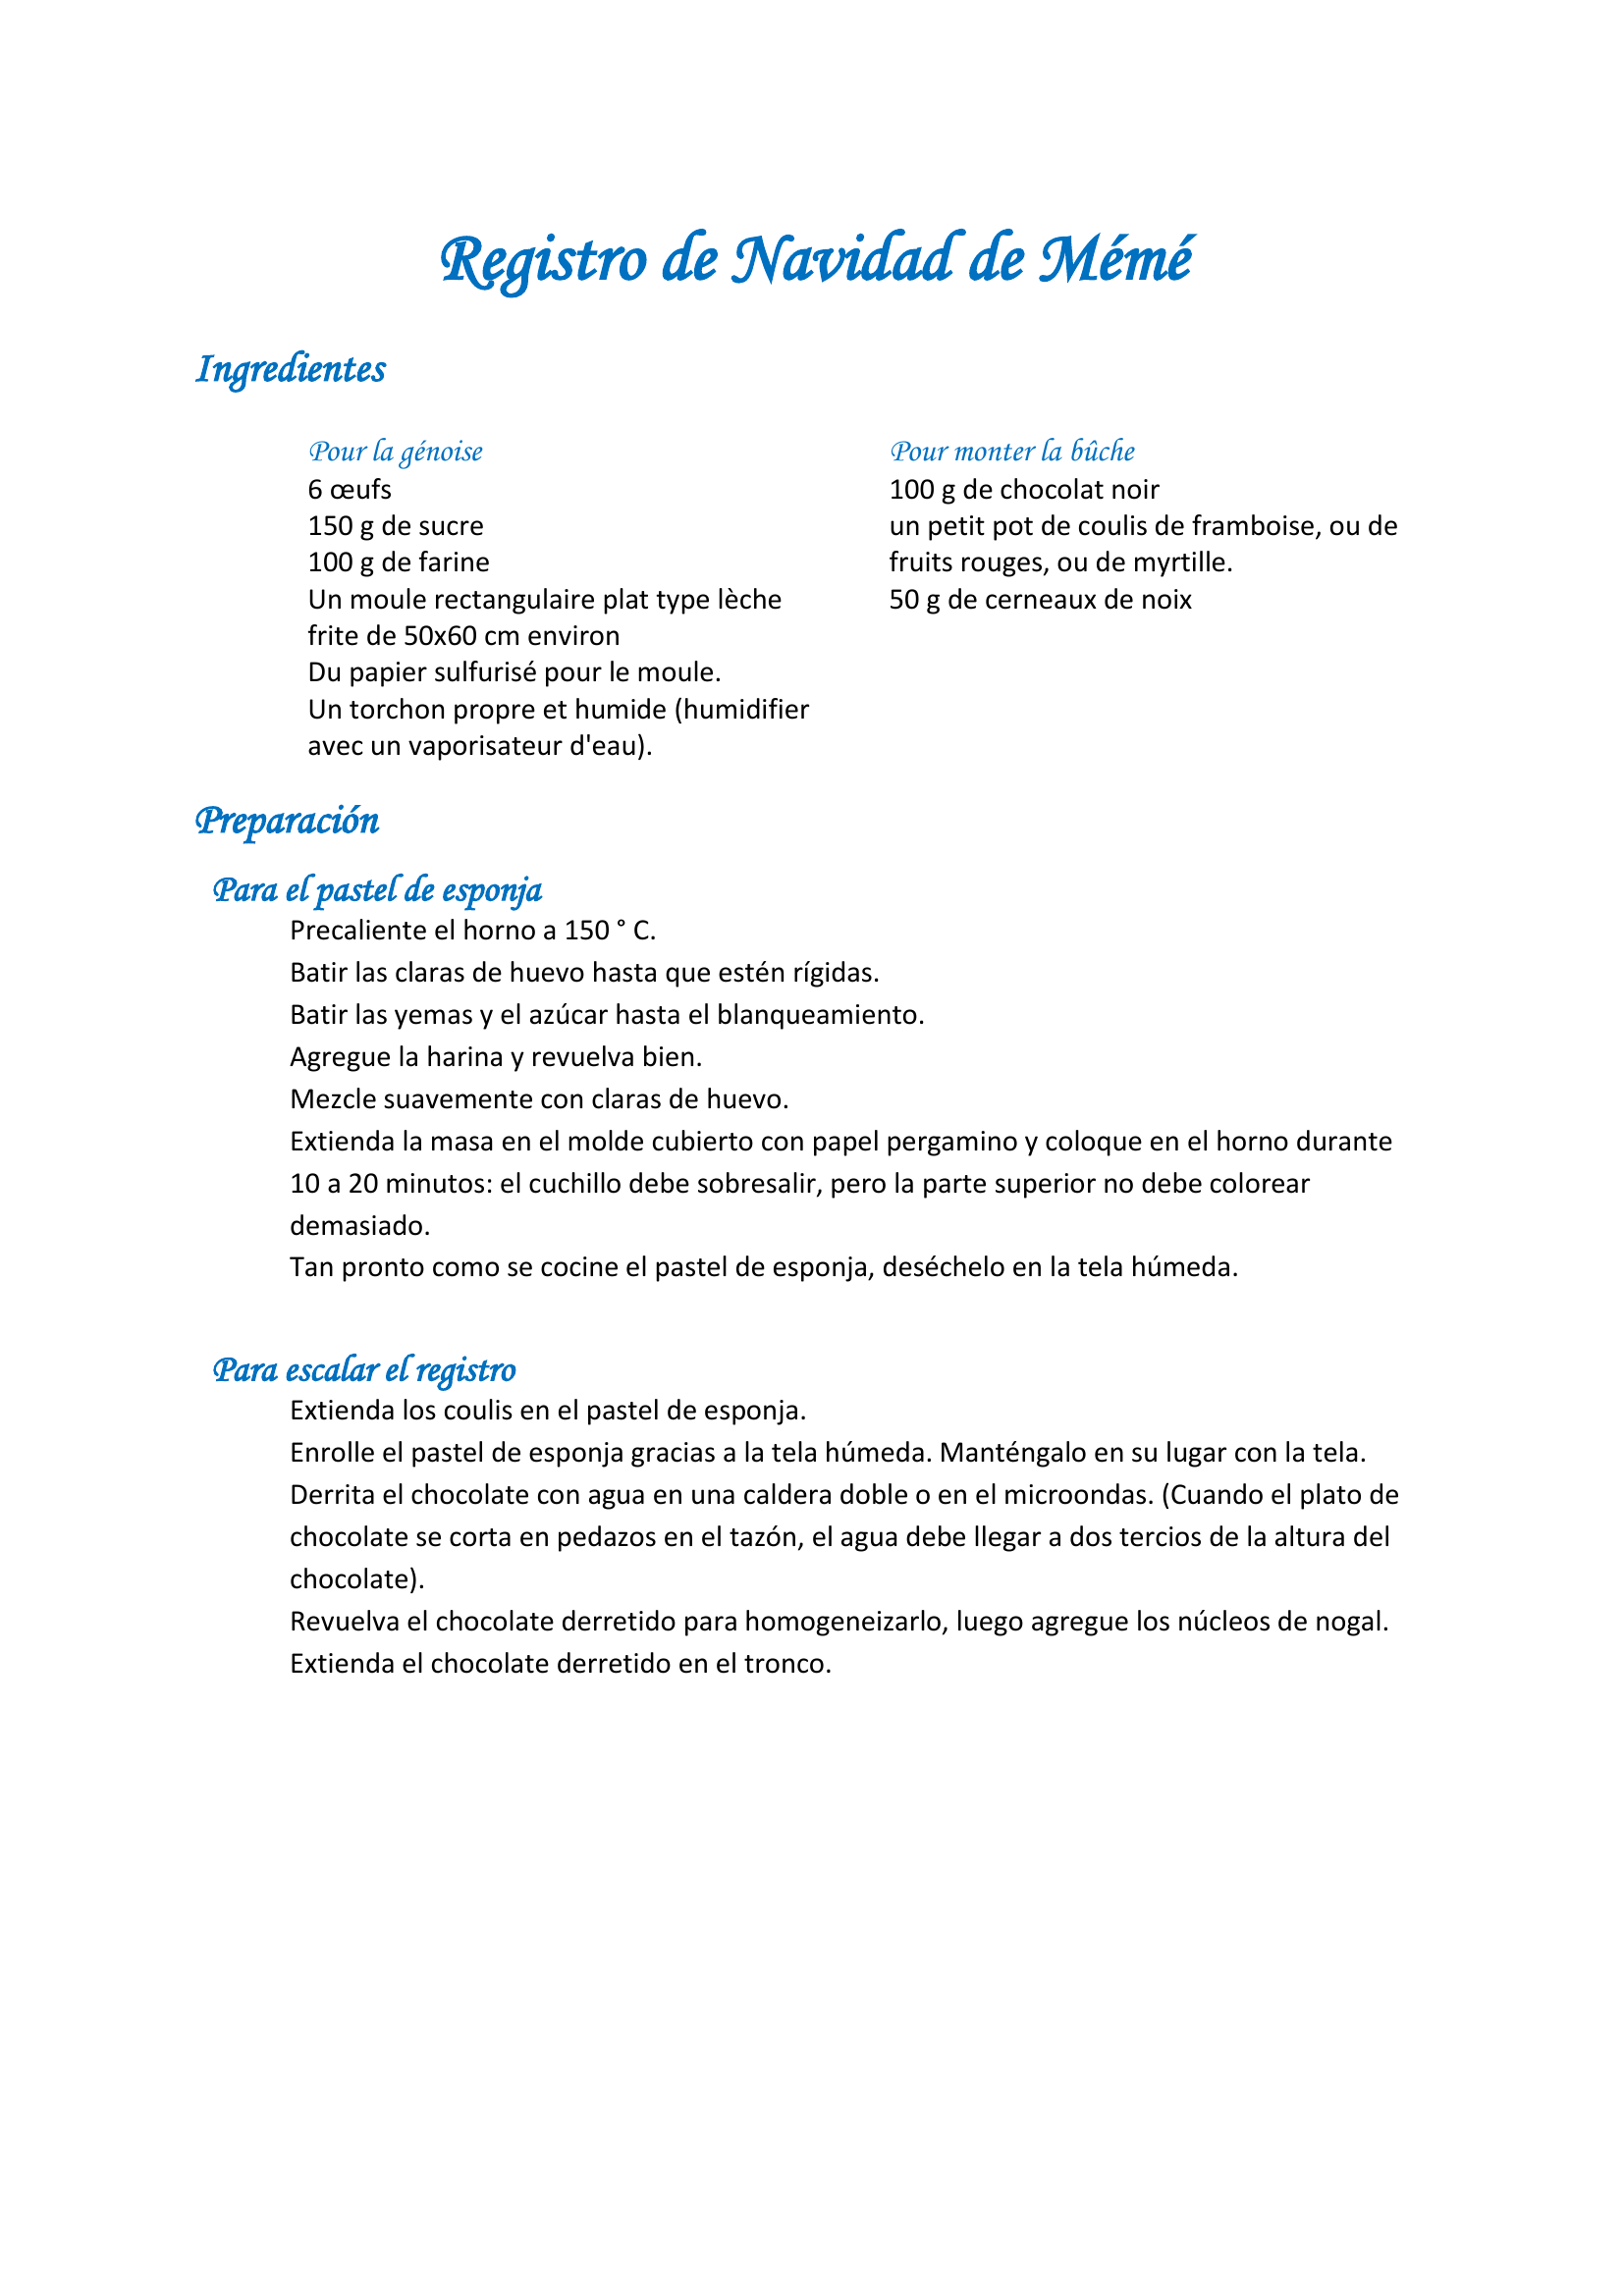 Registro de Navidad de Mémé
Ingredientes
Pour la génoise
6 œufs
150 g de sucre
100 g de farine
Un moule rectangulaire plat type lèche
frite de 50x60 cm environ
Du papier sulfurisé pour le moule.
Un torchon propre et humide (humidifier
avec un vaporisateur d'eau).
Pour monter la bûche
100 g de chocolat noir
un petit pot de coulis de framboise, ou de
fruits rouges, ou de myrtille.
50 g de cerneaux de noix
Preparación
Para el pastel de esponja
Precaliente el horno a 150 ° C.
Batir las claras de huevo hasta que estén rígidas.
Batir las yemas y el azúcar hasta el blanqueamiento.
Agregue la harina y revuelva bien.
Mezcle suavemente con claras de huevo.
Extienda la masa en el molde cubierto con papel pergamino y coloque en el horno durante
10 a 20 minutos: el cuchillo debe sobresalir, pero la parte superior no debe colorear
demasiado.
Tan pronto como se cocine el pastel de esponja, deséchelo en la tela húmeda.
Para escalar el registro
Extienda los coulis en el pastel de esponja.
Enrolle el pastel de esponja gracias a la tela húmeda. Manténgalo en su lugar con la tela.
Derrita el chocolate con agua en una caldera doble o en el microondas. (Cuando el plato de
chocolate se corta en pedazos en el tazón, el agua debe llegar a dos tercios de la altura del
chocolate).
Revuelva el chocolate derretido para homogeneizarlo, luego agregue los núcleos de nogal.
Extienda el chocolate derretido en el tronco.